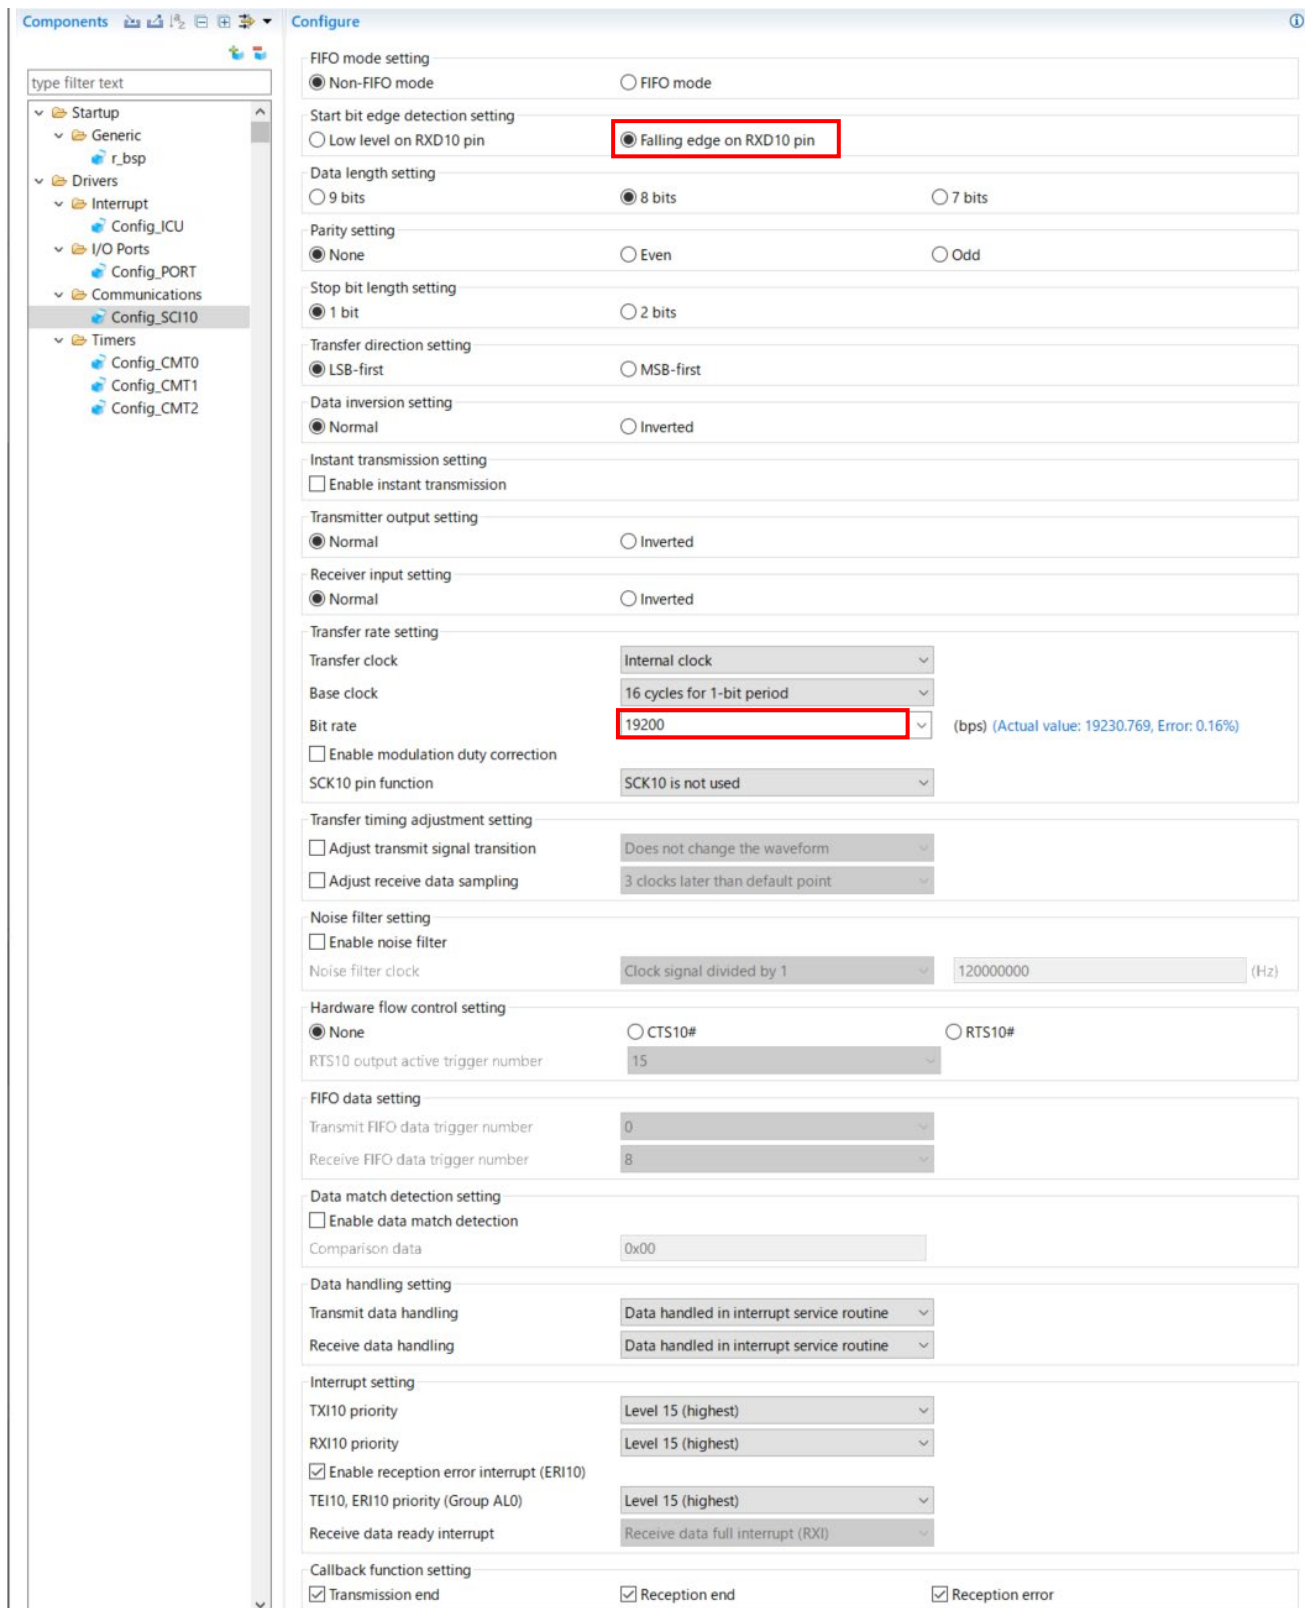 Components
Configure
type filter text
Startup
Generic
r_bsp
Drivers
Interrupt
Config_ICU
I/O Ports
Config_PORT
Communications
Config_SCI10
Timers
Config_CMT0
Config_CMT1
Config_CMT2
FIFO mode setting
Non-FIFO mode FIFO mode
Start bit edge detection setting
Low level on RXD10 pin Falling edge on RXD10 pin
Data length setting
9 bits 8 bits 7 bits
Parity setting
None Even Odd
Stop bit length setting
1 bit 2 bits
Transfer direction setting
LSB-first MSB-first
Data inversion setting
Normal Inverted
Instant transmission setting
Enable instant transmission
Transmitter output setting
Normal Inverted
Receiver input setting
Normal Inverted
Transfer rate setting
Transfer clock Internal clock
Base clock 16 cycles for 1-bit period
Bit rate 19200 (bps) (Actual value: 19230.769, Error: 0.16%)
Enable modulation duty correction
SCK10 pin function SCK10 is not used
Transfer timing adjustment setting
Adjust transmit signal transition Does not change the waveform
Adjust receive data sampling 3 clocks later than default point
Noise filter setting
Enable noise filter
Noise filter clock Clock signal divided by 1 120000000 (Hz)
Hardware flow control setting
None CTS10# RTS10#
RTS10 output active trigger number 15
FIFO data setting
Transmit FIFO data trigger number 0
Receive FIFO data trigger number 8
Data match detection setting
Enable data match detection
Comparison data 0x00
Data handling setting
Transmit data handling Data handled in interrupt service routine
Receive data handling Data handled in interrupt service routine
Interrupt setting
TXI10 priority Level 15 (highest)
RXI10 priority Level 15 (highest)
Enable reception error interrupt (ERI10)
TEI10, ERI10 priority (Group AL0) Level 15 (highest)
Receive data ready interrupt Receive data full interrupt (RXI)
Callback function setting
Transmission end Reception end Reception error